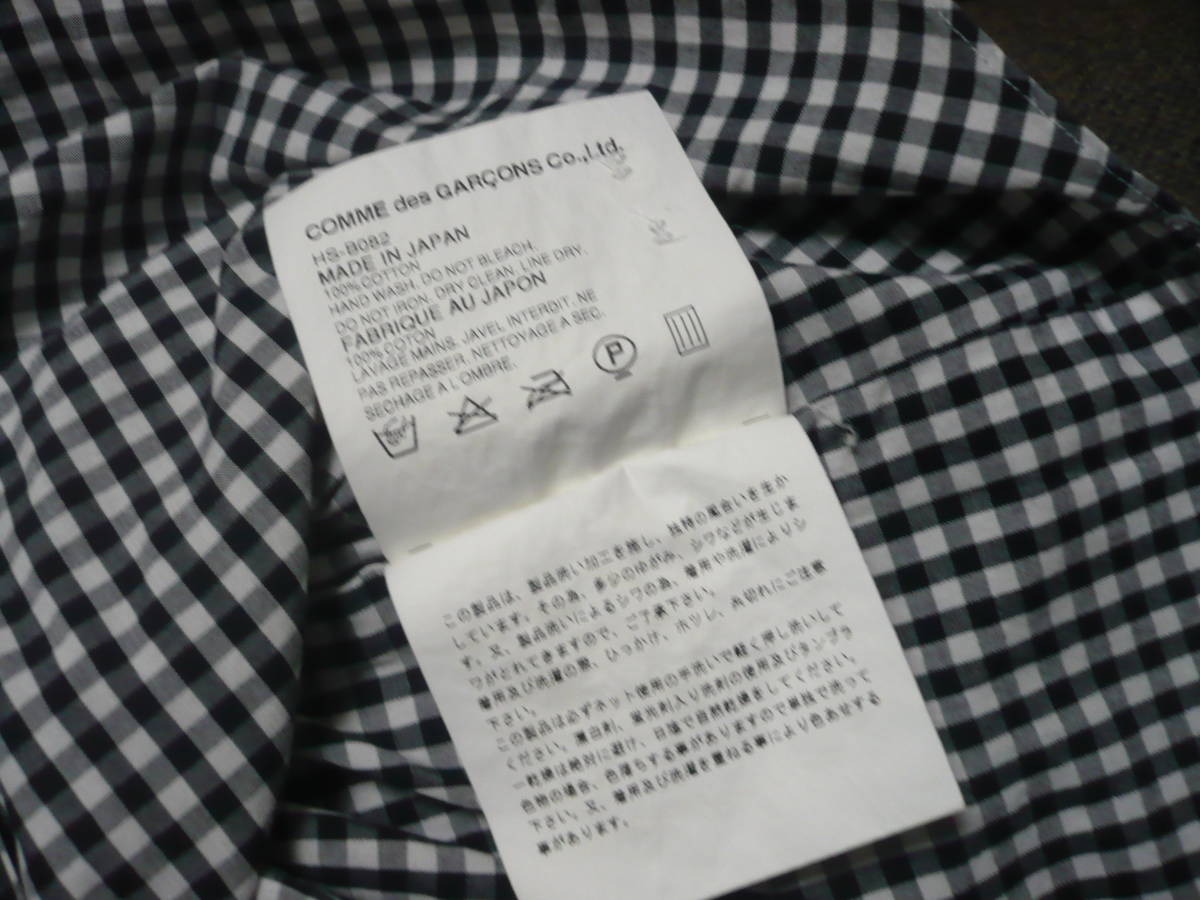 COMME des GARÇONS Co.,Ltd.
HS-B082
MADE IN JAPAN
100%COTTON
HAND WASH. DO NOT BLEACH.
DO NOT IRON. DRY CLEAN. LINE DRY.
FABRIQUE AU JAPON
100% COTON
LAVAGE MAINS. JAVEL INTERDIT. NE
PAS REPASSER. NETTOYAGE A SEC.
SECHAGE A L'OMBRE.
P
この製品は、製品洗い加工を施し、独特の風合いを生か
しています。その為、多少のゆがみ、シワなどが生じま
す。又、製品洗いによるシワの為、着用や洗濯によりシ
ワがとれてきますので、ご了承下さい。
着用及び洗濯の際、ひっかけ、ホツレ、糸切れにご注意
下さい。
この製品は必ずネット使用の手洗いで軽く押し洗いして
ください。漂白剤、蛍光剤入り洗剤の使用及びタンブラ
ー乾燥は絶対に避け、日陰で自然乾燥をしてください。
色物の場合、色落ちする事がありますので単独で洗って
下さい。又、着用及び洗濯を重ねる事により色あせする
事があります。